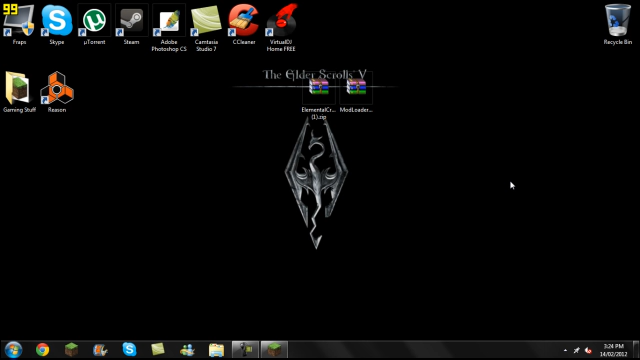 99
Fraps
Skype
µTorrent
Steam
Adobe
Photoshop CS
Camtasia
Studio 7
CCleaner
VirtualDJ
Home FREE
Recycle Bin
The Elder Scrolls V
Gaming Stuff
Reason
ElementalCr...
(1).zip
ModLoader...
3:24 PM
14/02/2012